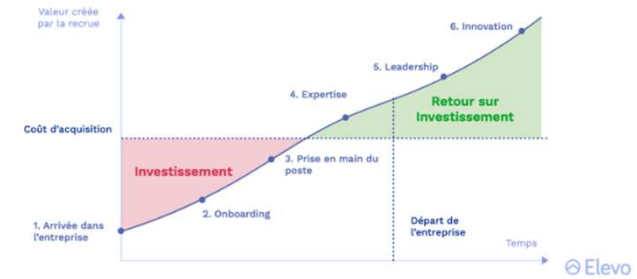 Valeur créée
par la recrue
6. Innovation
5. Leadership
4. Expertise
Retour sur
Investissement
Coût d'acquisition
Investissement
3. Prise en main du
poste
2. Onboarding
1. Arrivée dans
l'entreprise
Départ de
l'entreprise
Temps
Elevo